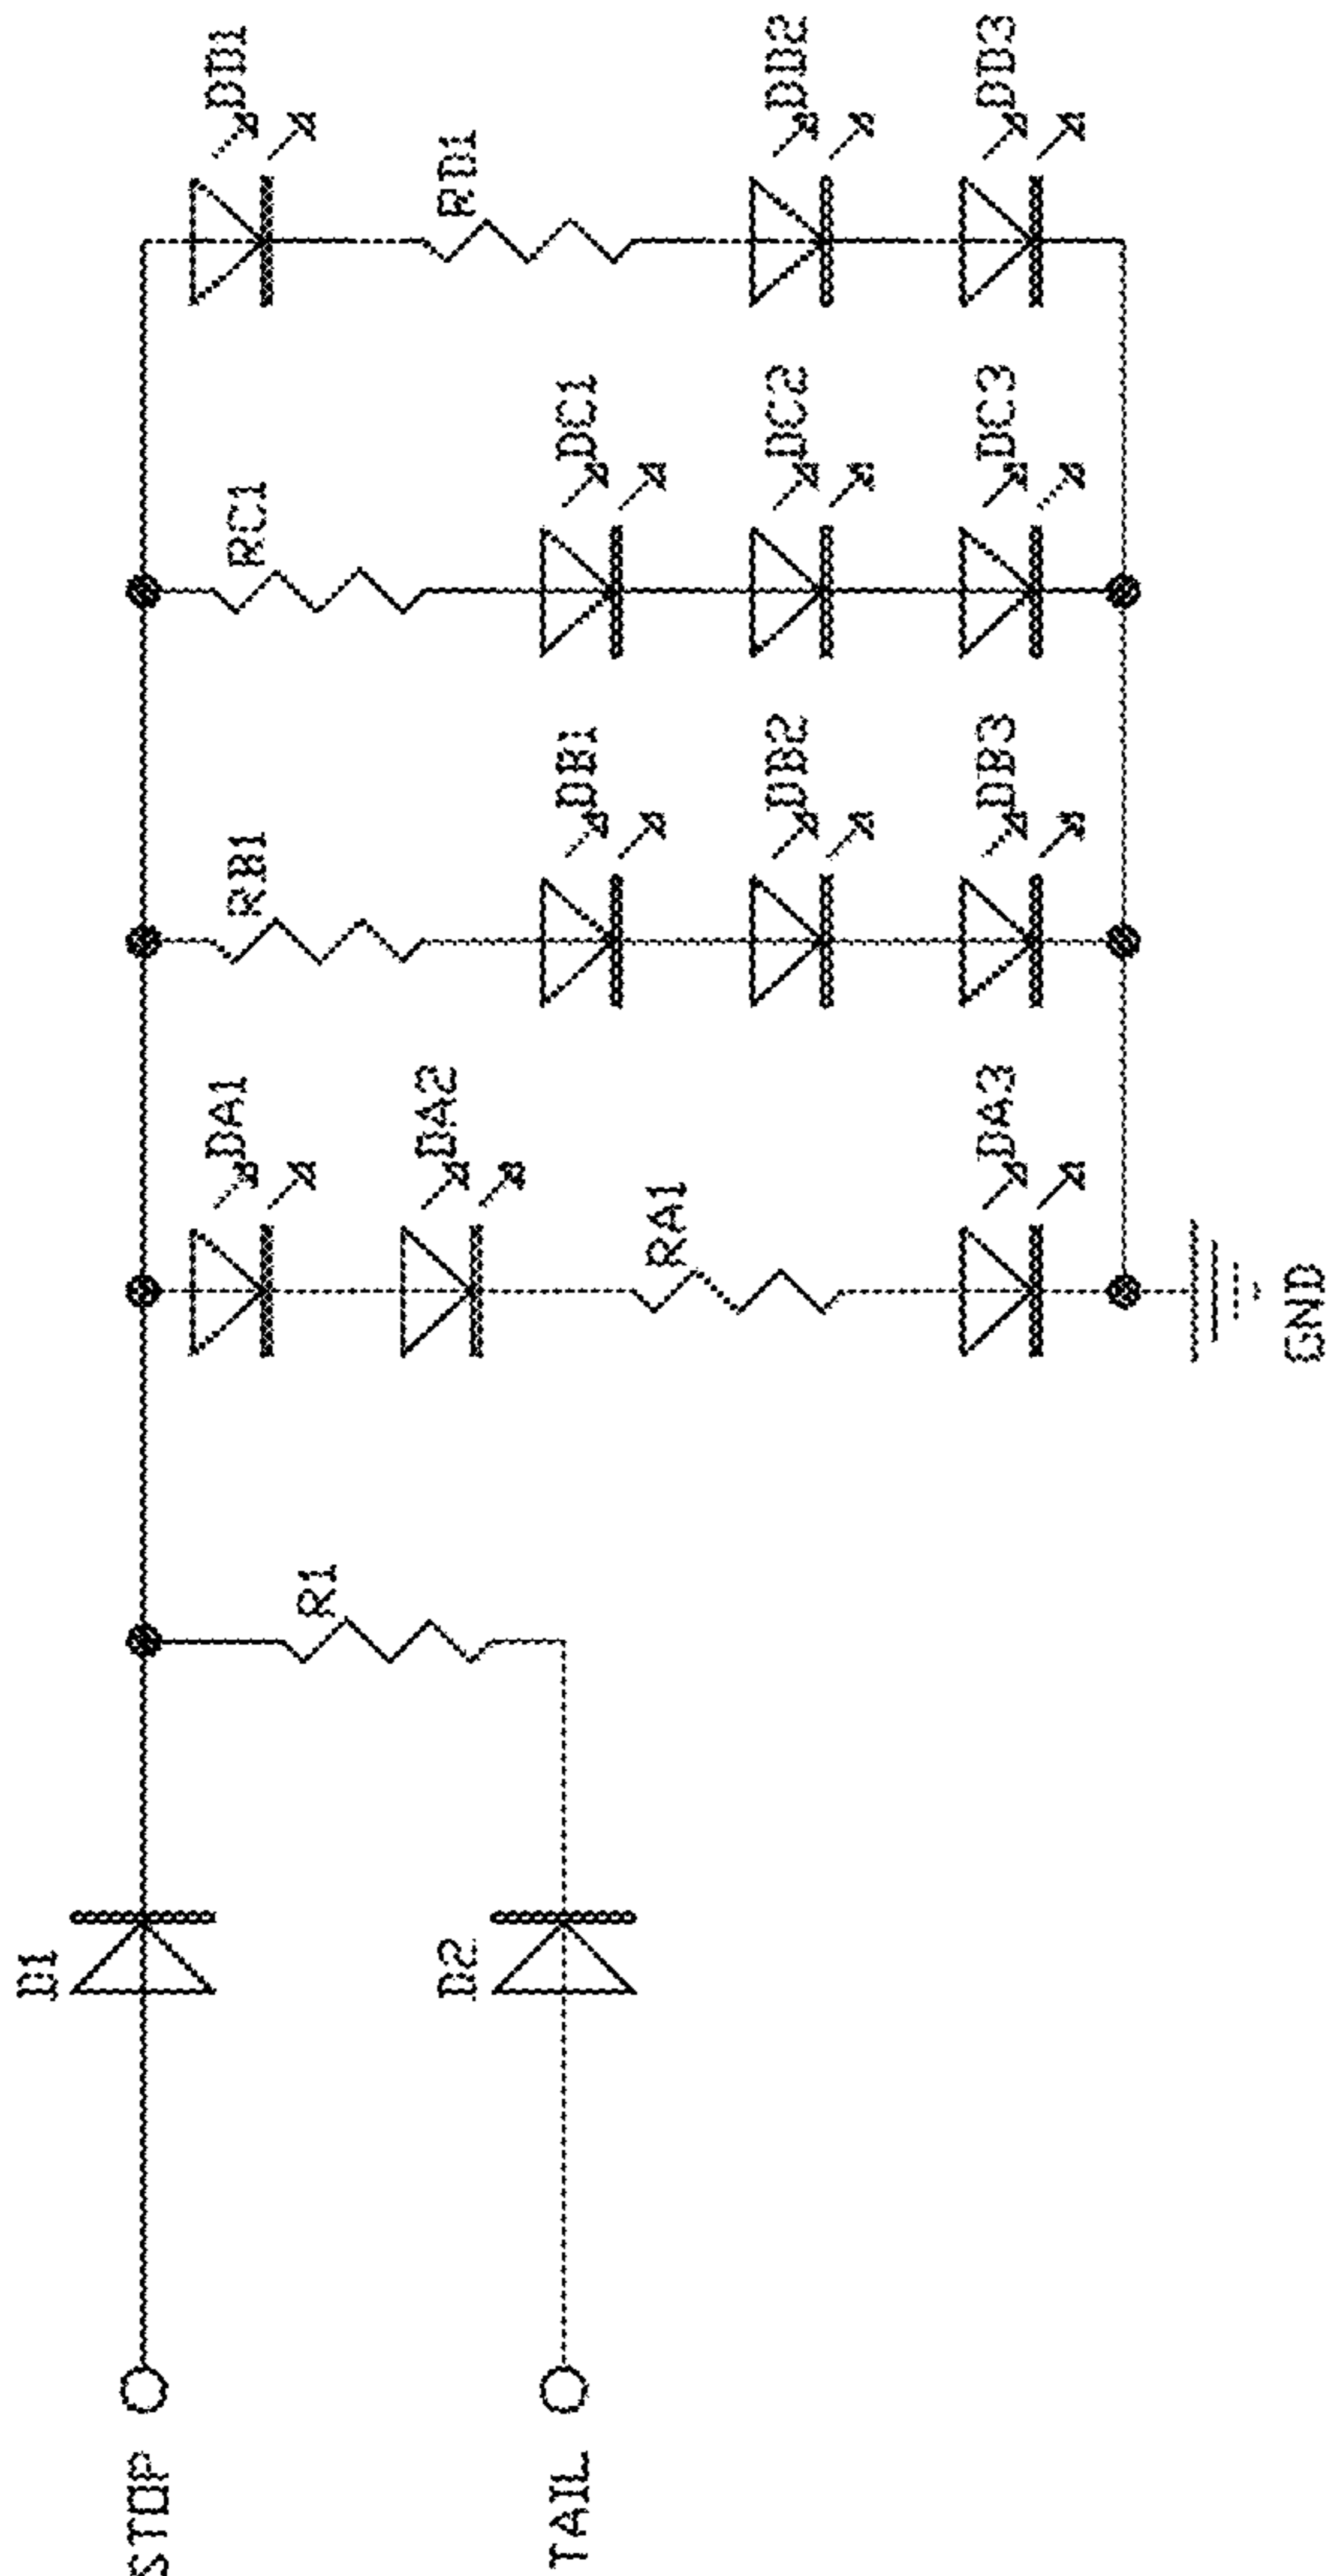 STOP
D1
TAIL
D2
R1
DA1
DA2
RA1
DA3
GND
RB1
DB1
DB2
DB3
RC1
DC1
DC2
DC3
DD1
RD1
DD2
DD3